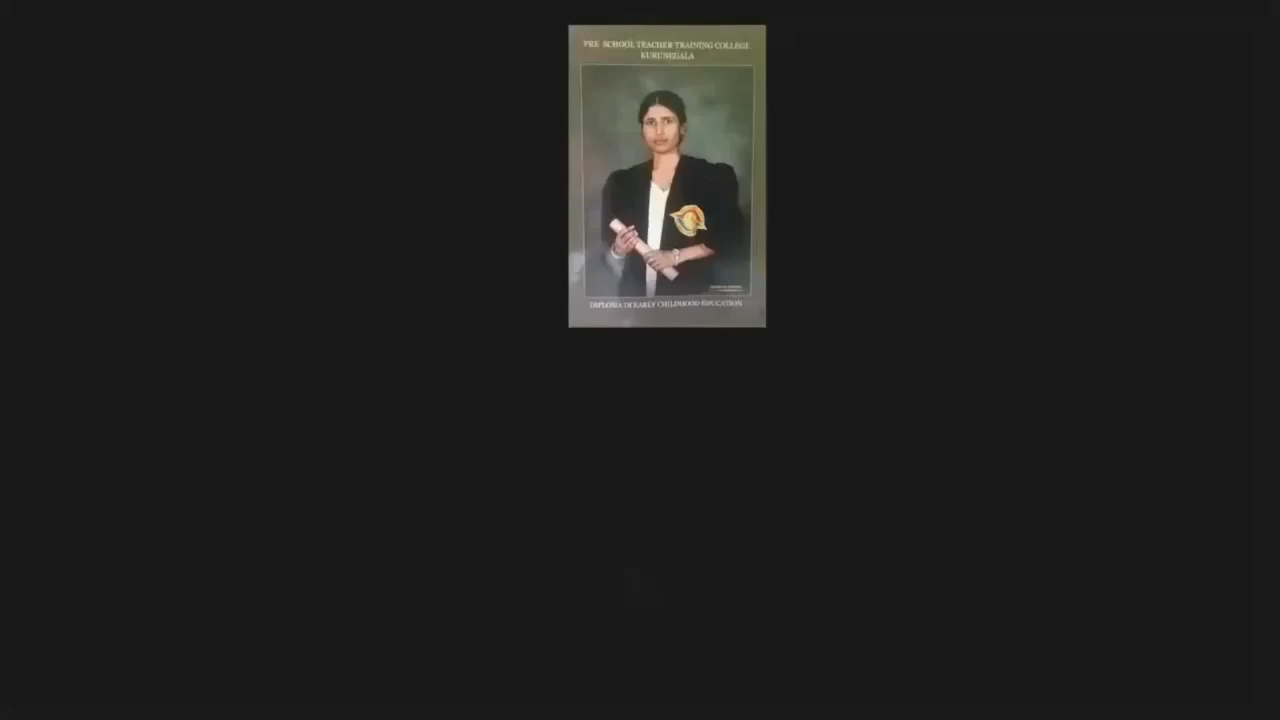 PRE SCHOOL TEACHER TRAINING COLLEGE
KURUNEGALA
DIPLOMA IN EARLY CHILDHOOD EDUCATION